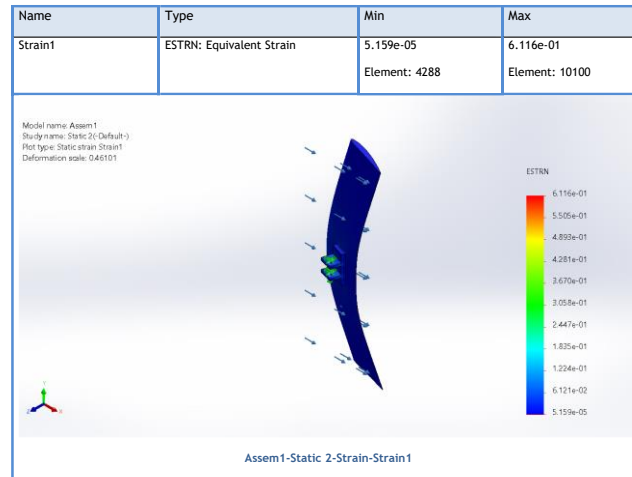 Name Type Min Max
Strain1 ESTRN: Equivalent Strain 5.159e-05 6.116e-01
Element: 4288 Element: 10100
Model name: Assem1
Study name: Static 2(-Default-)
Plot type: Static strain Strain1
Deformation scale: 0.46101
ESTRN
6.116e-01
5.505e-01
4.893e-01
4.281e-01
3.670e-01
3.058e-01
2.447e-01
1.835e-01
1.224e-01
6.121e-02
5.159e-05
Y
Z X
Assem1-Static 2-Strain-Strain1